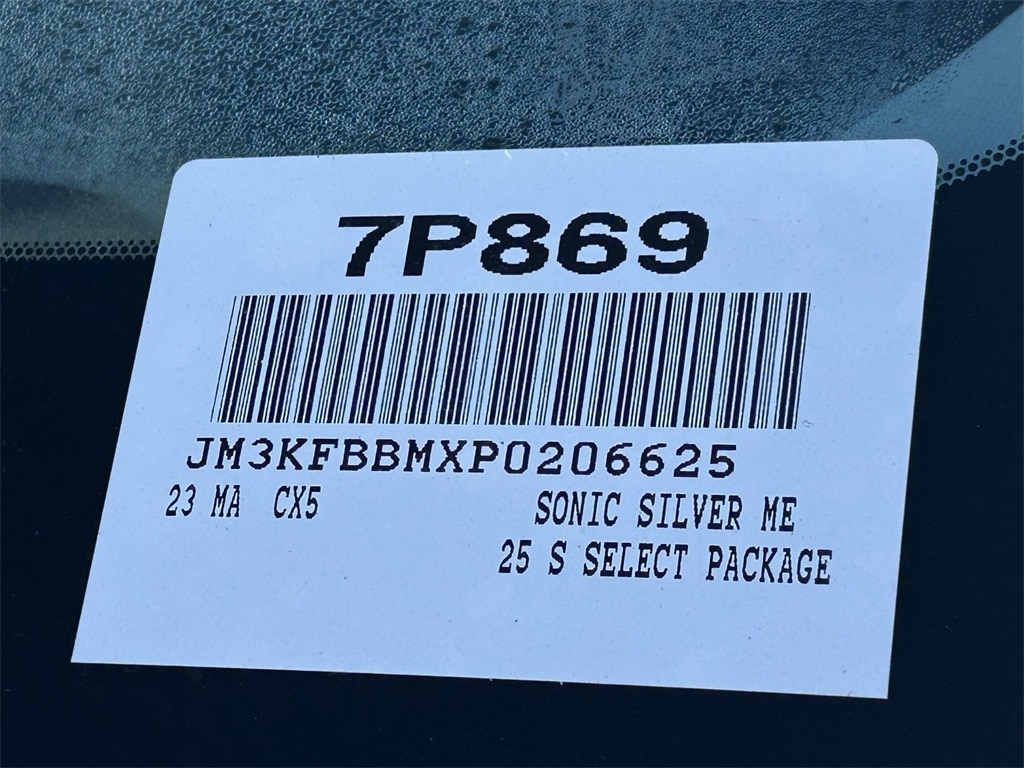 7P869
JM3KFBBMXP0206625
23 MA CX5
SONIC SILVER ME
25 S SELECT PACKAGE